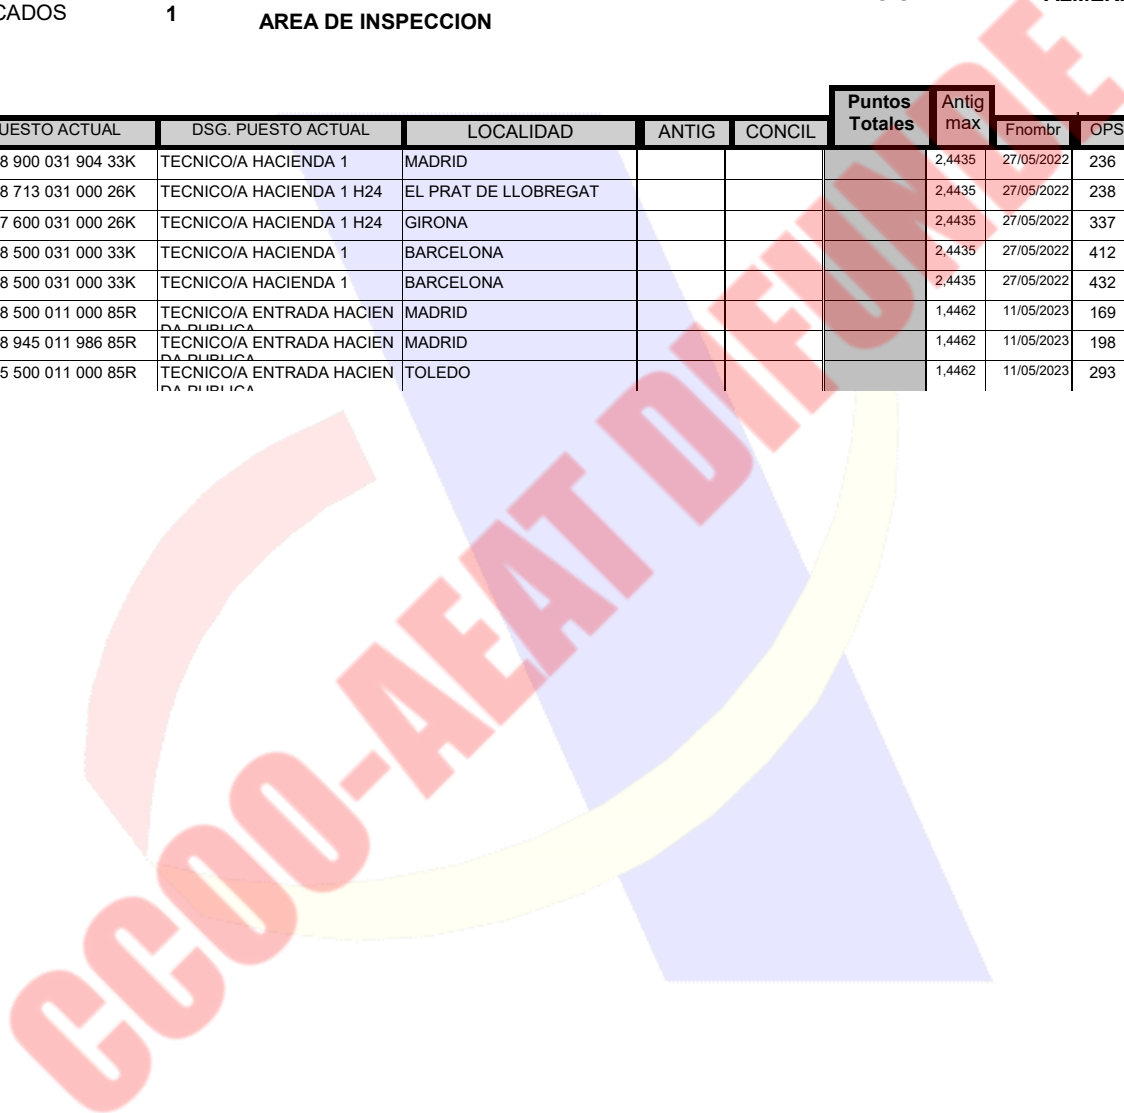 CADOS 1 AREA DE INSPECCION
Puntos Totales Antig max
UESTO ACTUAL DSG. PUESTO ACTUAL LOCALIDAD ANTIG CONCIL Fnombr OPS
8 900 031 904 33K TECNICO/A HACIENDA 1 MADRID 2,4435 27/05/2022 236
8 713 031 000 26K TECNICO/A HACIENDA 1 H24 EL PRAT DE LLOBREGAT 2,4435 27/05/2022 238
7 600 031 000 26K TECNICO/A HACIENDA 1 H24 GIRONA 2,4435 27/05/2022 337
8 500 031 000 33K TECNICO/A HACIENDA 1 BARCELONA 2,4435 27/05/2022 412
8 500 031 000 33K TECNICO/A HACIENDA 1 BARCELONA 2,4435 27/05/2022 432
8 500 011 000 85R TECNICO/A ENTRADA HACIEN MADRID 1,4462 11/05/2023 169
DA PUBLICA
8 945 011 986 85R TECNICO/A ENTRADA HACIEN MADRID 1,4462 11/05/2023 198
DA PUBLICA
5 500 011 000 85R TECNICO/A ENTRADA HACIEN TOLEDO 1,4462 11/05/2023 293
DA PUBLICA
CCOO-AEAT DIFUNDE